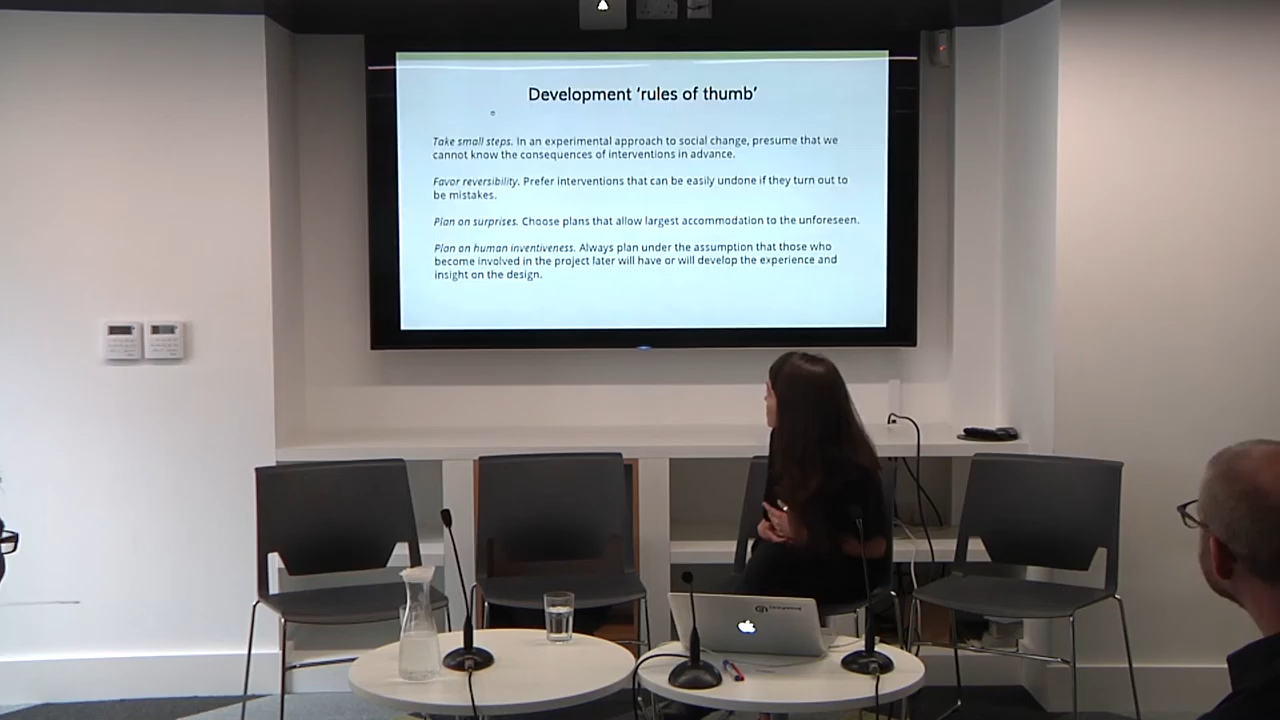 Development ‘rules of thumb’
Take small steps. In an experimental approach to social change, presume that we
cannot know the consequences of interventions in advance.
Favor reversibility. Prefer interventions that can be easily undone if they turn out to
be mistakes.
Plan on surprises. Choose plans that allow largest accommodation to the unforeseen.
Plan on human inventiveness. Always plan under the assumption that those who
become involved in the project later will have or will develop the experience and
insight on the design.